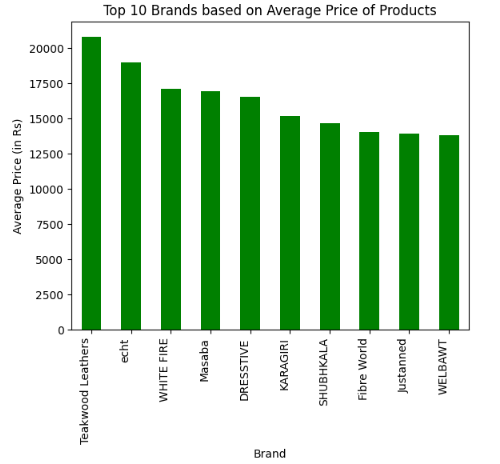 Top 10 Brands based on Average Price of Products
Average Price (in Rs)
20000
17500
15000
12500
10000
7500
5000
2500
0
Teakwood Leathers
echt
WHITE FIRE
Masaba
DRESSTIVE
KARAGIRI
SHUBHKALA
Fibre World
Justanned
WELBAWT
Brand